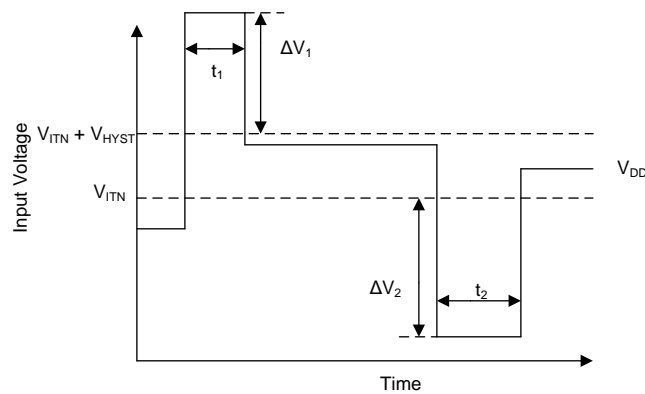 ΔV₁
t₁
V_ITN + V_HYST
V_DD
V_ITN
Input Voltage
ΔV₂
t₂
Time